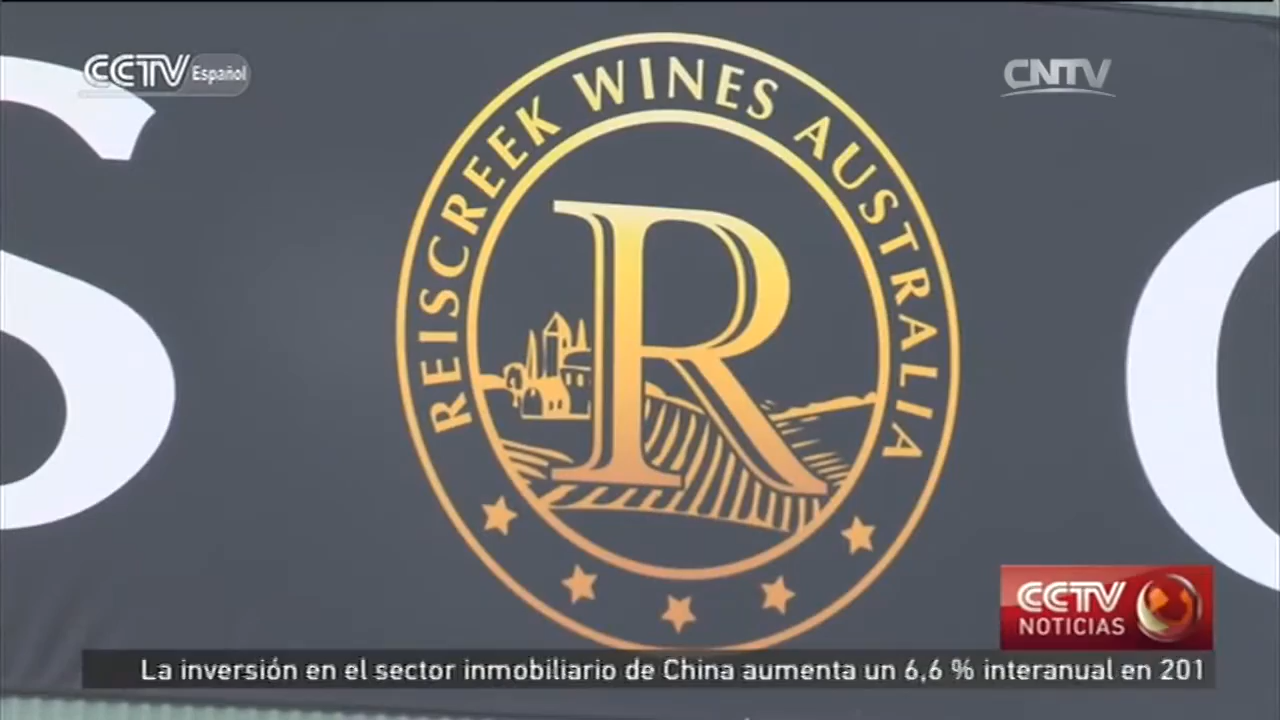 CCTV Español
CNTV
S
REISCREEK WINES AUSTRALIA
R
CCTV
NOTICIAS
La inversión en el sector inmobiliario de China aumenta un 6,6 % interanual en 201